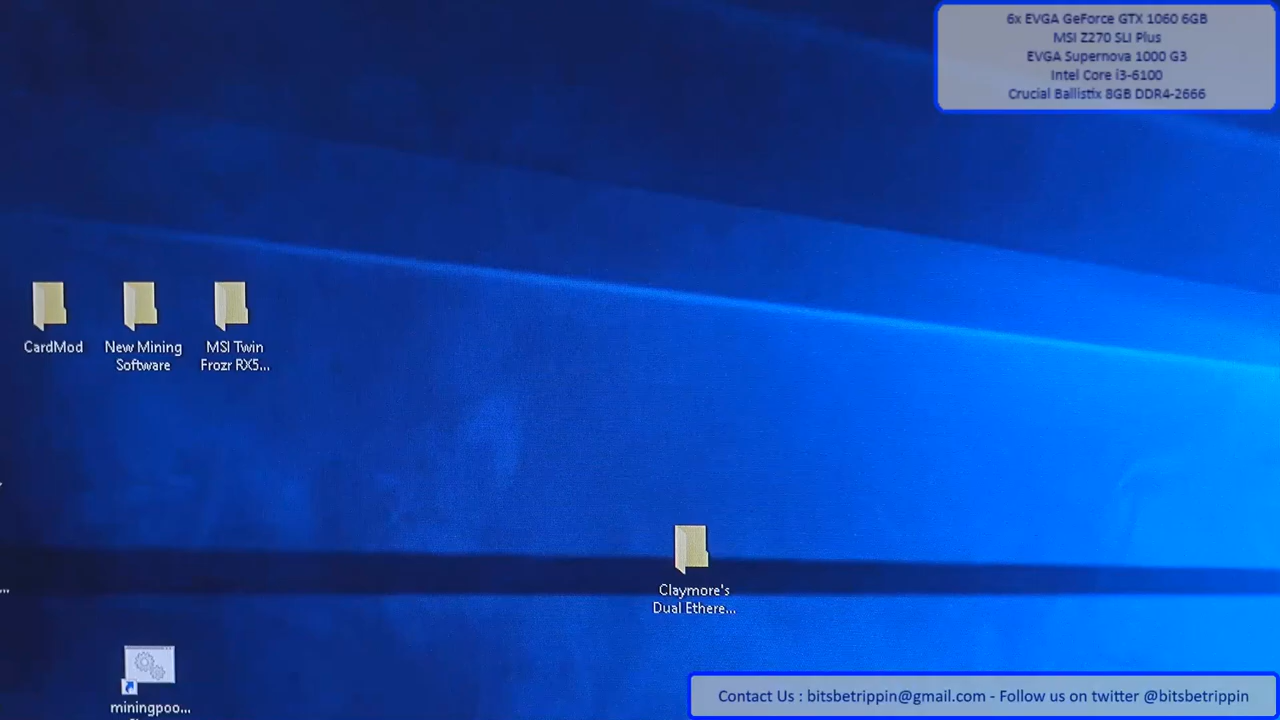 6x EVGA GeForce GTX 1060 6GB
MSI Z270 SLI Plus
EVGA Supernova 1000 G3
Intel Core i3-6100
Crucial Ballistix 8GB DDR4-2666
CardMod
New Mining
Software
MSI Twin
Frozr RX5...
Claymore's
Dual Ethere...
miningpoo...
Contact Us : bitsbetrippin@gmail.com - Follow us on twitter @bitsbetrippin